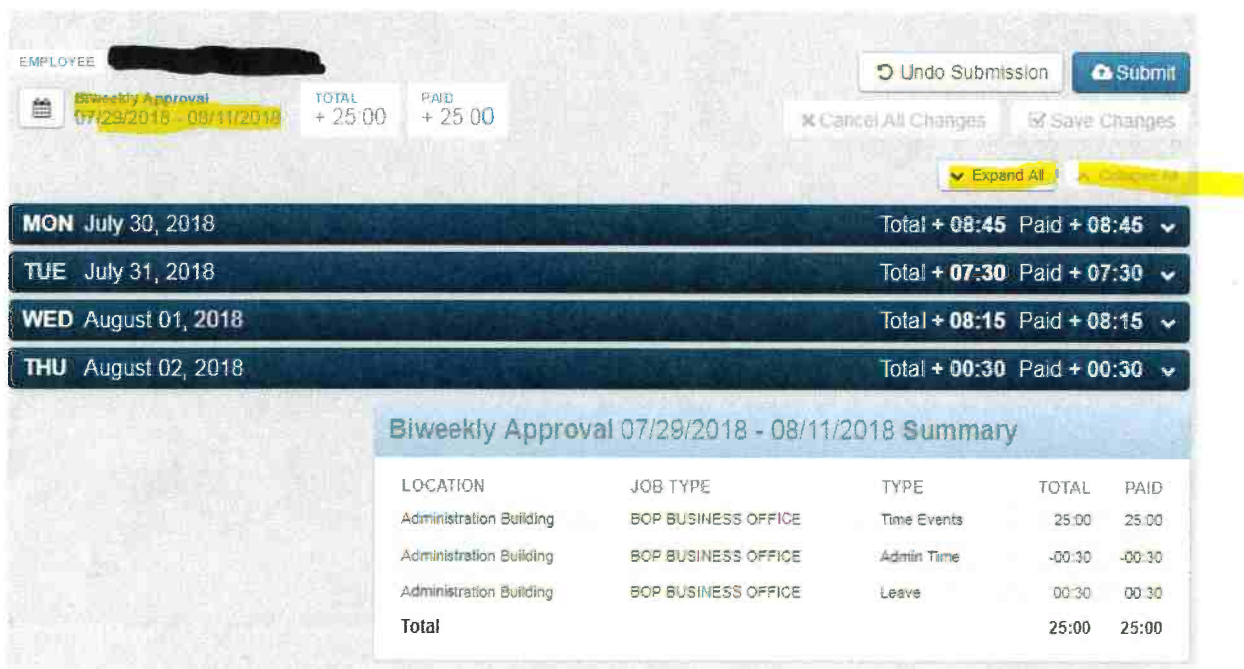 EMPLOYEE
Undo Submission Submit
Biweekly Approval TOTAL PAID
07/29/2018 - 08/11/2018 + 25:00 + 25:00
Cancel All Changes Save Changes
Expand All Collapse All
MON July 30, 2018 Total + 08:45 Paid + 08:45
TUE July 31, 2018 Total + 07:30 Paid + 07:30
WED August 01, 2018 Total + 08:15 Paid + 08:15
THU August 02, 2018 Total + 00:30 Paid + 00:30
Biweekly Approval 07/29/2018 - 08/11/2018 Summary
LOCATION JOB TYPE TYPE TOTAL PAID
Administration Building BOP BUSINESS OFFICE Time Events 25:00 25:00
Administration Building BOP BUSINESS OFFICE Admin Time -00:30 -00:30
Administration Building BOP BUSINESS OFFICE Leave 00:30 00:30
Total 25:00 25:00